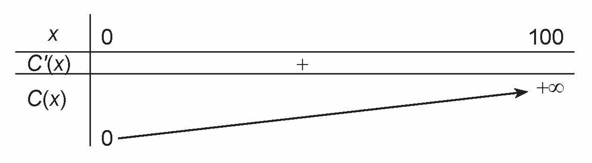 x 0 100
C'(x) +
C(x) +∞
0